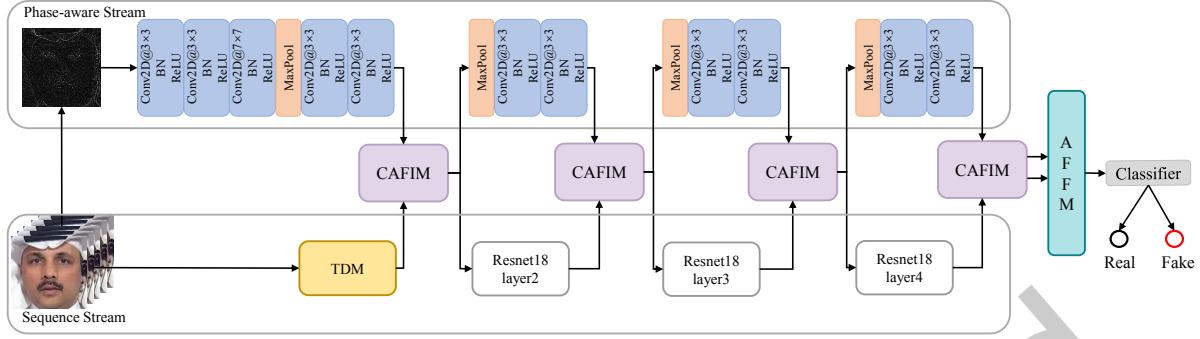 Phase-aware Stream
Conv2D@3×3
BN
ReLU
Conv2D@3×3
BN
ReLU
Conv2D@7×7
BN
ReLU
MaxPool
Conv2D@3×3
BN
ReLU
Conv2D@3×3
BN
ReLU
MaxPool
Conv2D@3×3
BN
ReLU
Conv2D@3×3
BN
ReLU
MaxPool
Conv2D@3×3
BN
ReLU
Conv2D@3×3
BN
ReLU
MaxPool
Conv2D@3×3
BN
ReLU
Conv2D@3×3
BN
ReLU
CAFIM
CAFIM
CAFIM
CAFIM
A
F
F
M
Classifier
Real
Fake
TDM
Resnet18
layer2
Resnet18
layer3
Resnet18
layer4
Sequence Stream